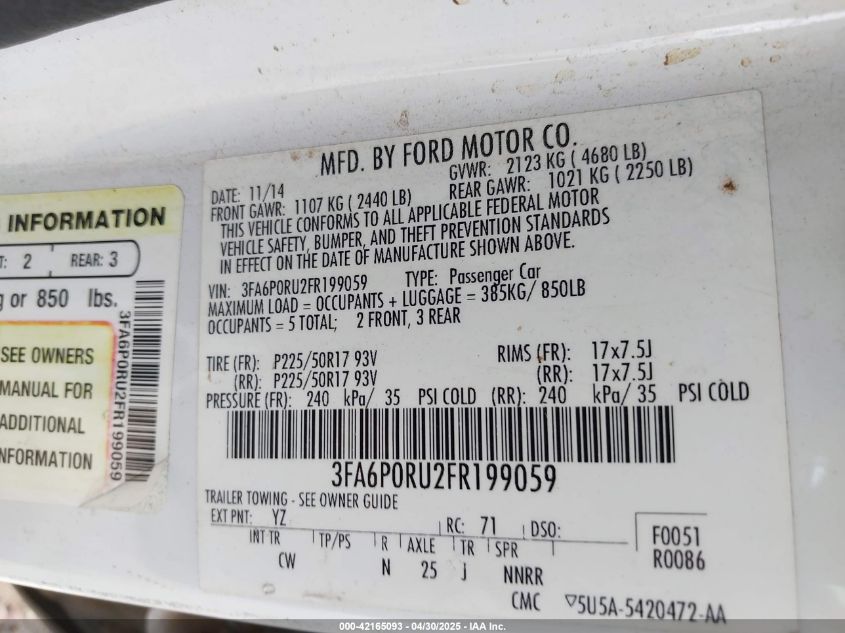 MFD. BY FORD MOTOR CO.
DATE: 11/14 GVWR: 2123 KG ( 4680 LB)
FRONT GAWR: 1107 KG ( 2440 LB) REAR GAWR: 1021 KG ( 2250 LB)
THIS VEHICLE CONFORMS TO ALL APPLICABLE FEDERAL MOTOR
VEHICLE SAFETY, BUMPER, AND THEFT PREVENTION STANDARDS
IN EFFECT ON THE DATE OF MANUFACTURE SHOWN ABOVE.
VIN: 3FA6P0RU2FR199059 TYPE: Passenger Car
MAXIMUM LOAD = OCCUPANTS + LUGGAGE = 385KG/ 850LB
OCCUPANTS = 5 TOTAL; 2 FRONT, 3 REAR
TIRE (FR): P225/50R17 93V RIMS (FR): 17x7.5J
(RR): P225/50R17 93V (RR): 17x7.5J
PRESSURE (FR): 240 kPa/ 35 PSI COLD (RR): 240 kPa/ 35 PSI COLD
3FA6P0RU2FR199059
TRAILER TOWING - SEE OWNER GUIDE
EXT PNT: YZ RC: 71 DSO: F0051
INT TR TP/PS R AXLE TR SPR R0086
CW N 25 J NNRR
CMC ▽5U5A-5420472-AA
INFORMATION
: 2 REAR: 3
or 850 lbs.
SEE OWNERS
MANUAL FOR
ADDITIONAL
INFORMATION
3FA6P0RU2FR199059
000-42165093 - 04/30/2025 - IAA Inc.